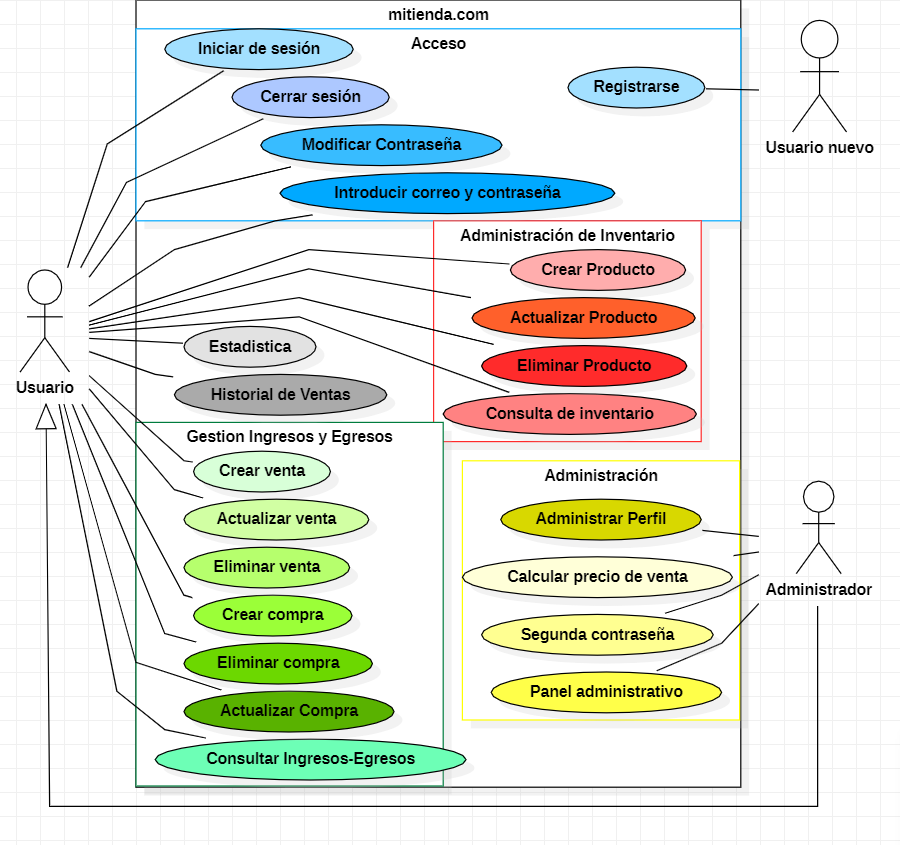 mitienda.com
Acceso
Iniciar de sesión
Cerrar sesión
Registrarse
Modificar Contraseña
Usuario nuevo
Introducir correo y contraseña
Administración de Inventario
Crear Producto
Actualizar Producto
Estadistica
Eliminar Producto
Usuario
Historial de Ventas
Consulta de inventario
Gestion Ingresos y Egresos
Crear venta
Actualizar venta
Eliminar venta
Crear compra
Eliminar compra
Actualizar Compra
Consultar Ingresos-Egresos
Administración
Administrar Perfil
Calcular precio de venta
Administrador
Segunda contraseña
Panel administrativo